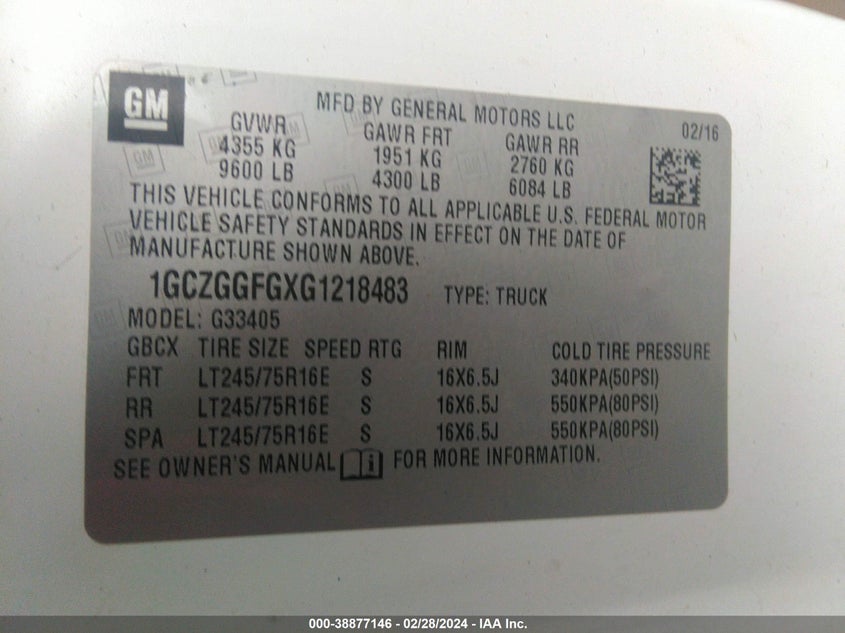 GM
MFD BY GENERAL MOTORS LLC
02/16
GVWR GAWR FRT GAWR RR
4355 KG 1951 KG 2760 KG
9600 LB 4300 LB 6084 LB
THIS VEHICLE CONFORMS TO ALL APPLICABLE U.S. FEDERAL MOTOR
VEHICLE SAFETY STANDARDS IN EFFECT ON THE DATE OF
MANUFACTURE SHOWN ABOVE.
1GCZGGFGXG1218483 TYPE: TRUCK
MODEL: G33405
GBCX TIRE SIZE SPEED RTG RIM COLD TIRE PRESSURE
FRT LT245/75R16E S 16X6.5J 340KPA(50PSI)
RR LT245/75R16E S 16X6.5J 550KPA(80PSI)
SPA LT245/75R16E S 16X6.5J 550KPA(80PSI)
SEE OWNER'S MANUAL FOR MORE INFORMATION.
000-38877146 - 02/28/2024 - IAA Inc.